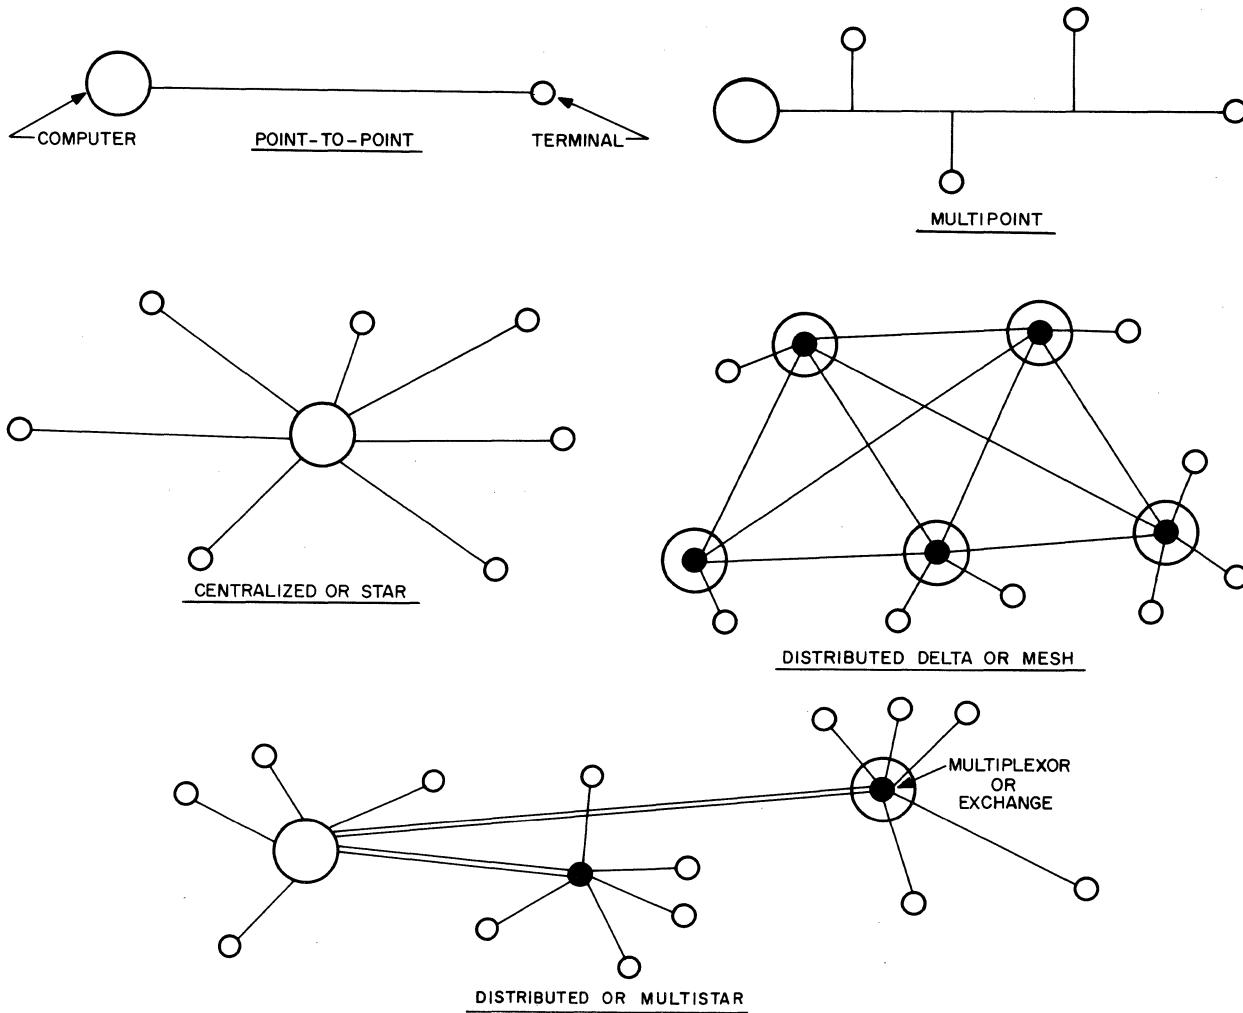 COMPUTER
POINT-TO-POINT
TERMINAL
MULTIPOINT
CENTRALIZED OR STAR
DISTRIBUTED DELTA OR MESH
MULTIPLEXOR
OR
EXCHANGE
DISTRIBUTED OR MULTISTAR